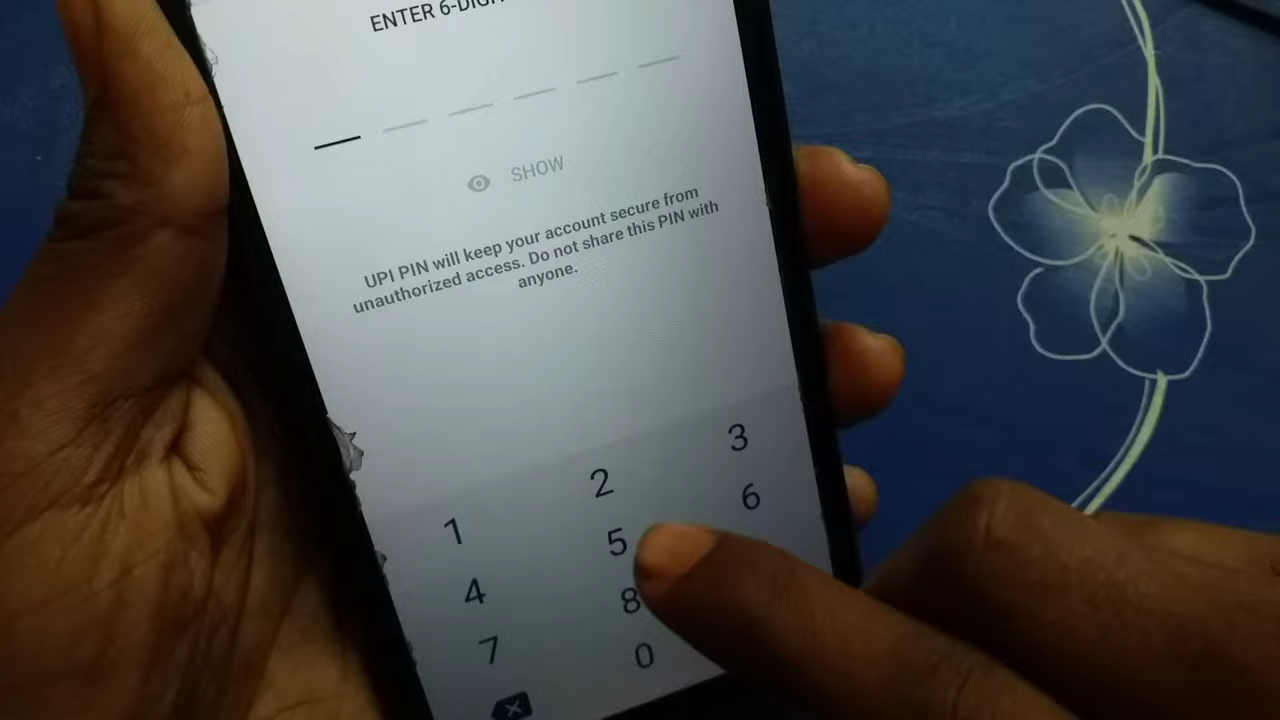 ENTER 6-DIGI
SHOW
UPI PIN will keep your account secure from
unauthorized access. Do not share this PIN with
anyone.
1 2 3
4 5 6
7 8
0